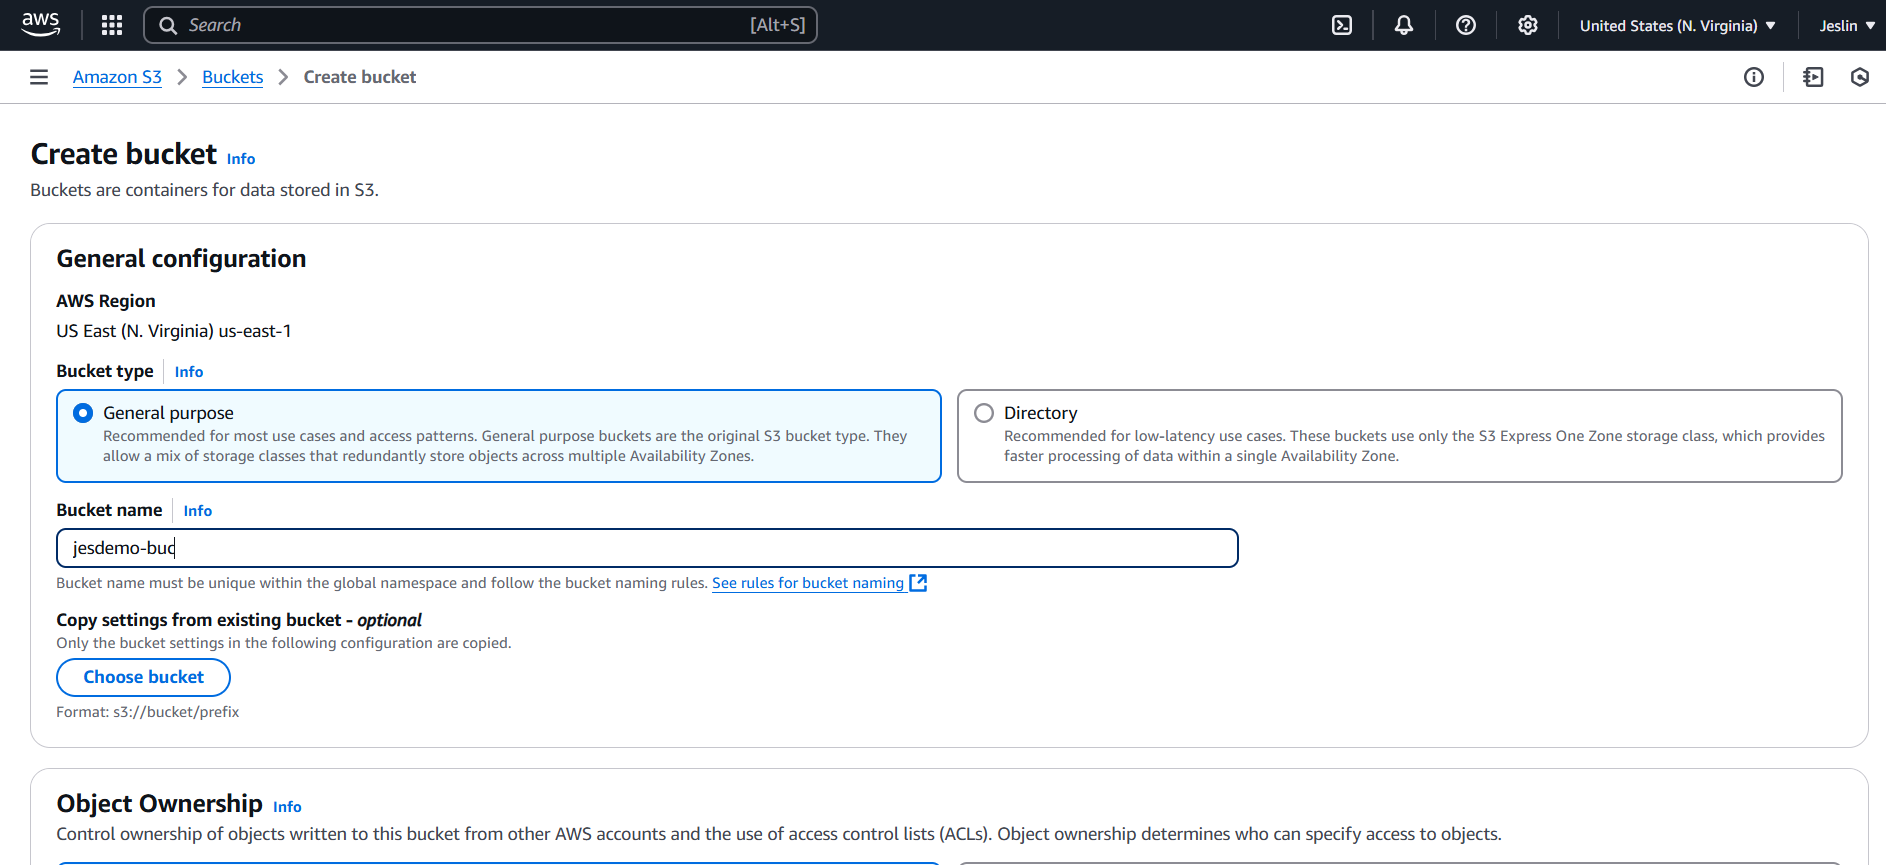 aws
Search [Alt+S]
United States (N. Virginia)
Jeslin
Amazon S3 Buckets Create bucket
Create bucket Info
Buckets are containers for data stored in S3.
General configuration
AWS Region
US East (N. Virginia) us-east-1
Bucket type Info
General purpose
Recommended for most use cases and access patterns. General purpose buckets are the original S3 bucket type. They
allow a mix of storage classes that redundantly store objects across multiple Availability Zones.
Directory
Recommended for low-latency use cases. These buckets use only the S3 Express One Zone storage class, which provides
faster processing of data within a single Availability Zone.
Bucket name Info
jesdemo-buc
Bucket name must be unique within the global namespace and follow the bucket naming rules. See rules for bucket naming
Copy settings from existing bucket - optional
Only the bucket settings in the following configuration are copied.
Choose bucket
Format: s3://bucket/prefix
Object Ownership Info
Control ownership of objects written to this bucket from other AWS accounts and the use of access control lists (ACLs). Object ownership determines who can specify access to objects.